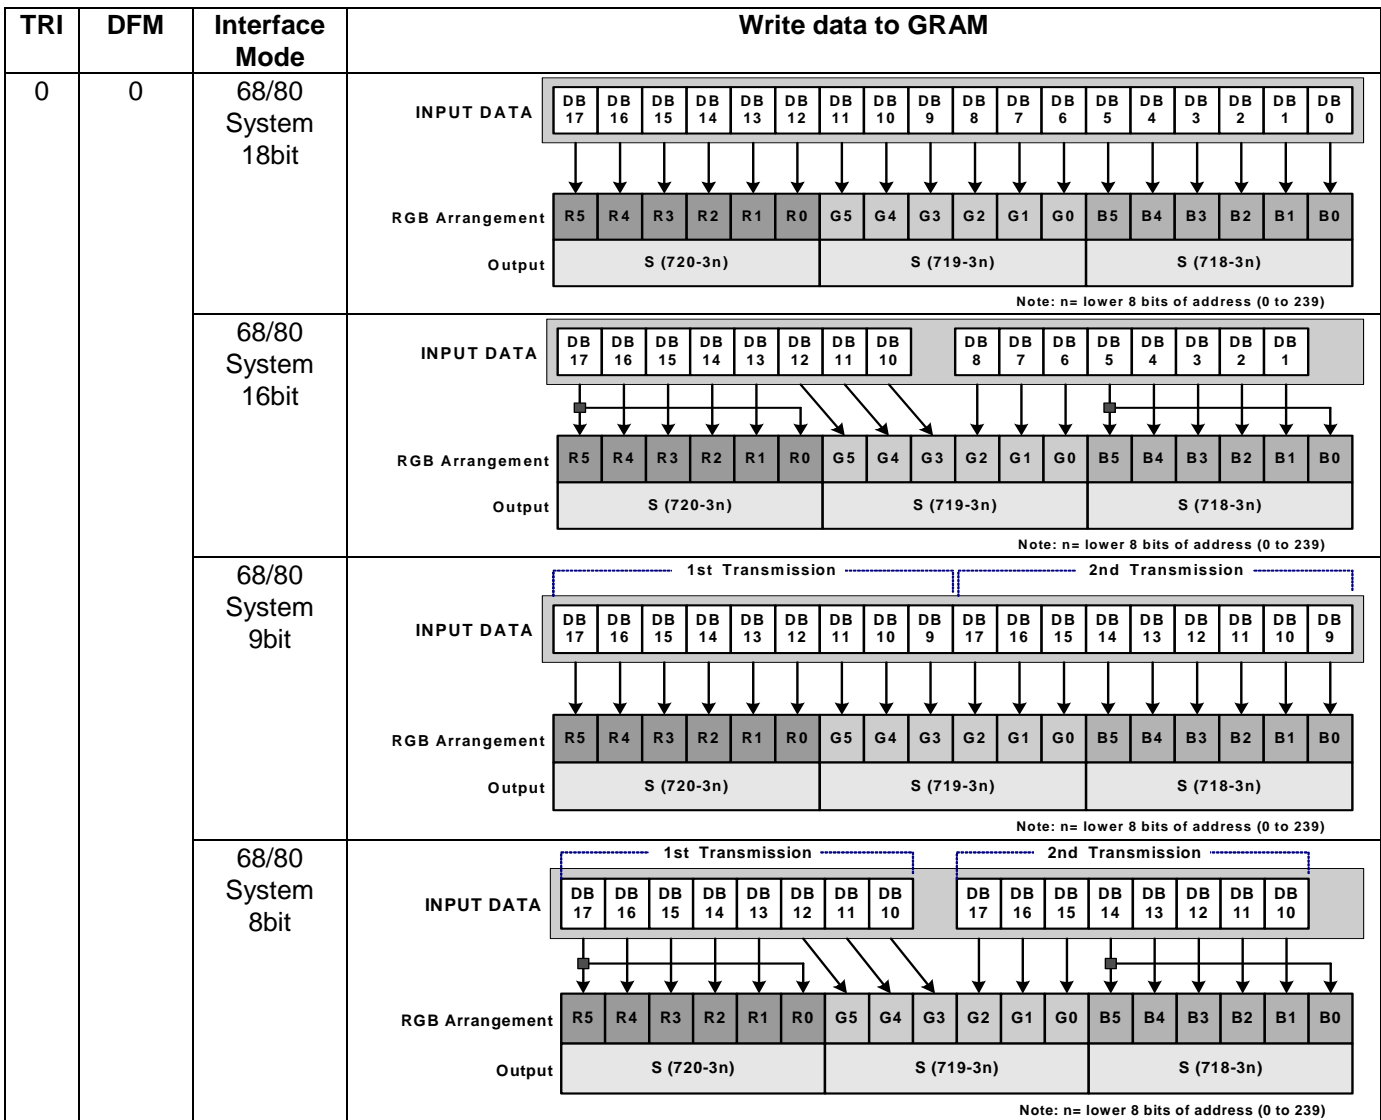 TRI DFM Interface Mode Write data to GRAM
0 0 68/80 System 18bit
INPUT DATA DB 17 DB 16 DB 15 DB 14 DB 13 DB 12 DB 11 DB 10 DB 9 DB 8 DB 7 DB 6 DB 5 DB 4 DB 3 DB 2 DB 1 DB 0
RGB Arrangement R5 R4 R3 R2 R1 R0 G5 G4 G3 G2 G1 G0 B5 B4 B3 B2 B1 B0
Output S (720-3n) S (719-3n) S (718-3n)
Note: n= lower 8 bits of address (0 to 239)
68/80 System 16bit
INPUT DATA DB 17 DB 16 DB 15 DB 14 DB 13 DB 12 DB 11 DB 10 DB 8 DB 7 DB 6 DB 5 DB 4 DB 3 DB 2 DB 1
RGB Arrangement R5 R4 R3 R2 R1 R0 G5 G4 G3 G2 G1 G0 B5 B4 B3 B2 B1 B0
Output S (720-3n) S (719-3n) S (718-3n)
Note: n= lower 8 bits of address (0 to 239)
68/80 System 9bit
1st Transmission 2nd Transmission
INPUT DATA DB 17 DB 16 DB 15 DB 14 DB 13 DB 12 DB 11 DB 10 DB 9 DB 17 DB 16 DB 15 DB 14 DB 13 DB 12 DB 11 DB 10 DB 9
RGB Arrangement R5 R4 R3 R2 R1 R0 G5 G4 G3 G2 G1 G0 B5 B4 B3 B2 B1 B0
Output S (720-3n) S (719-3n) S (718-3n)
Note: n= lower 8 bits of address (0 to 239)
68/80 System 8bit
1st Transmission 2nd Transmission
INPUT DATA DB 17 DB 16 DB 15 DB 14 DB 13 DB 12 DB 11 DB 10 DB 17 DB 16 DB 15 DB 14 DB 13 DB 12 DB 11 DB 10
RGB Arrangement R5 R4 R3 R2 R1 R0 G5 G4 G3 G2 G1 G0 B5 B4 B3 B2 B1 B0
Output S (720-3n) S (719-3n) S (718-3n)
Note: n= lower 8 bits of address (0 to 239)